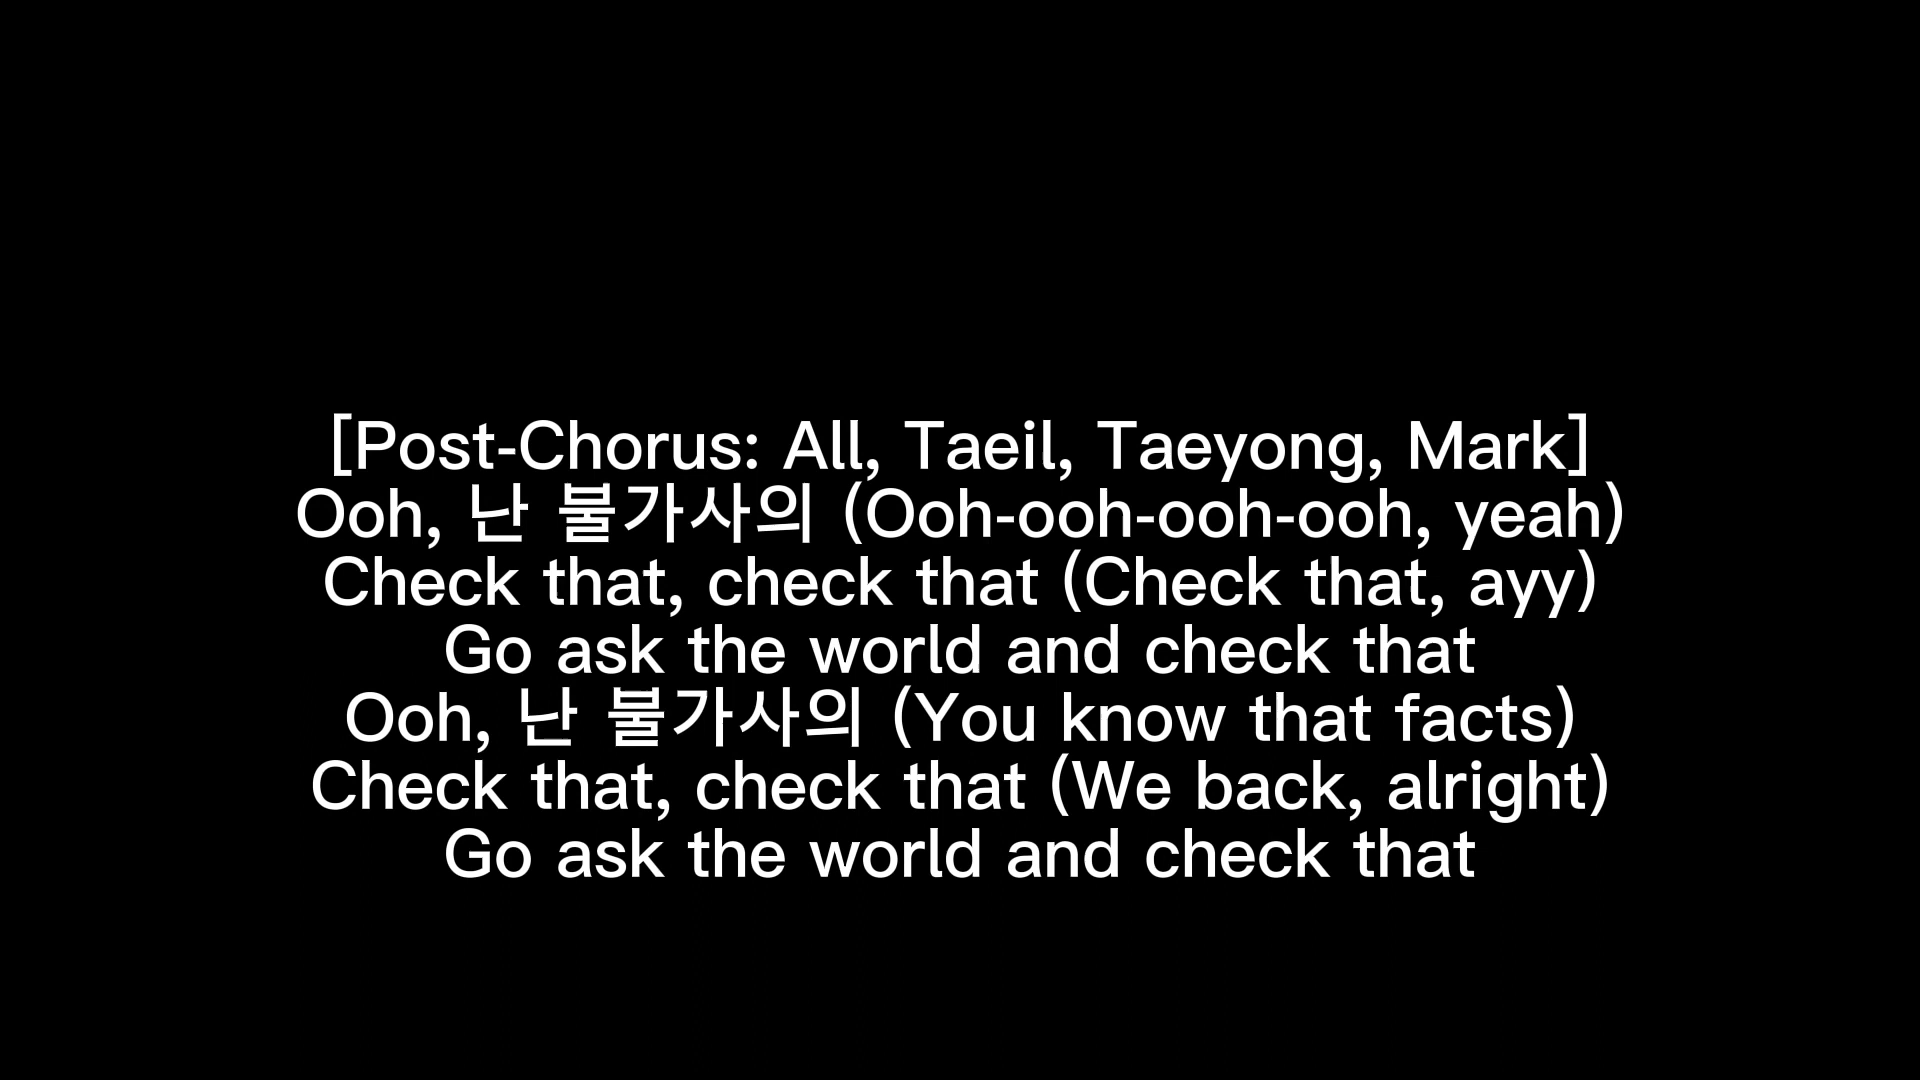 [Post-Chorus: All, Taeil, Taeyong, Mark]
Ooh, 난 불가사의 (Ooh-ooh-ooh-ooh, yeah)
Check that, check that (Check that, ayy)
Go ask the world and check that
Ooh, 난 불가사의 (You know that facts)
Check that, check that (We back, alright)
Go ask the world and check that